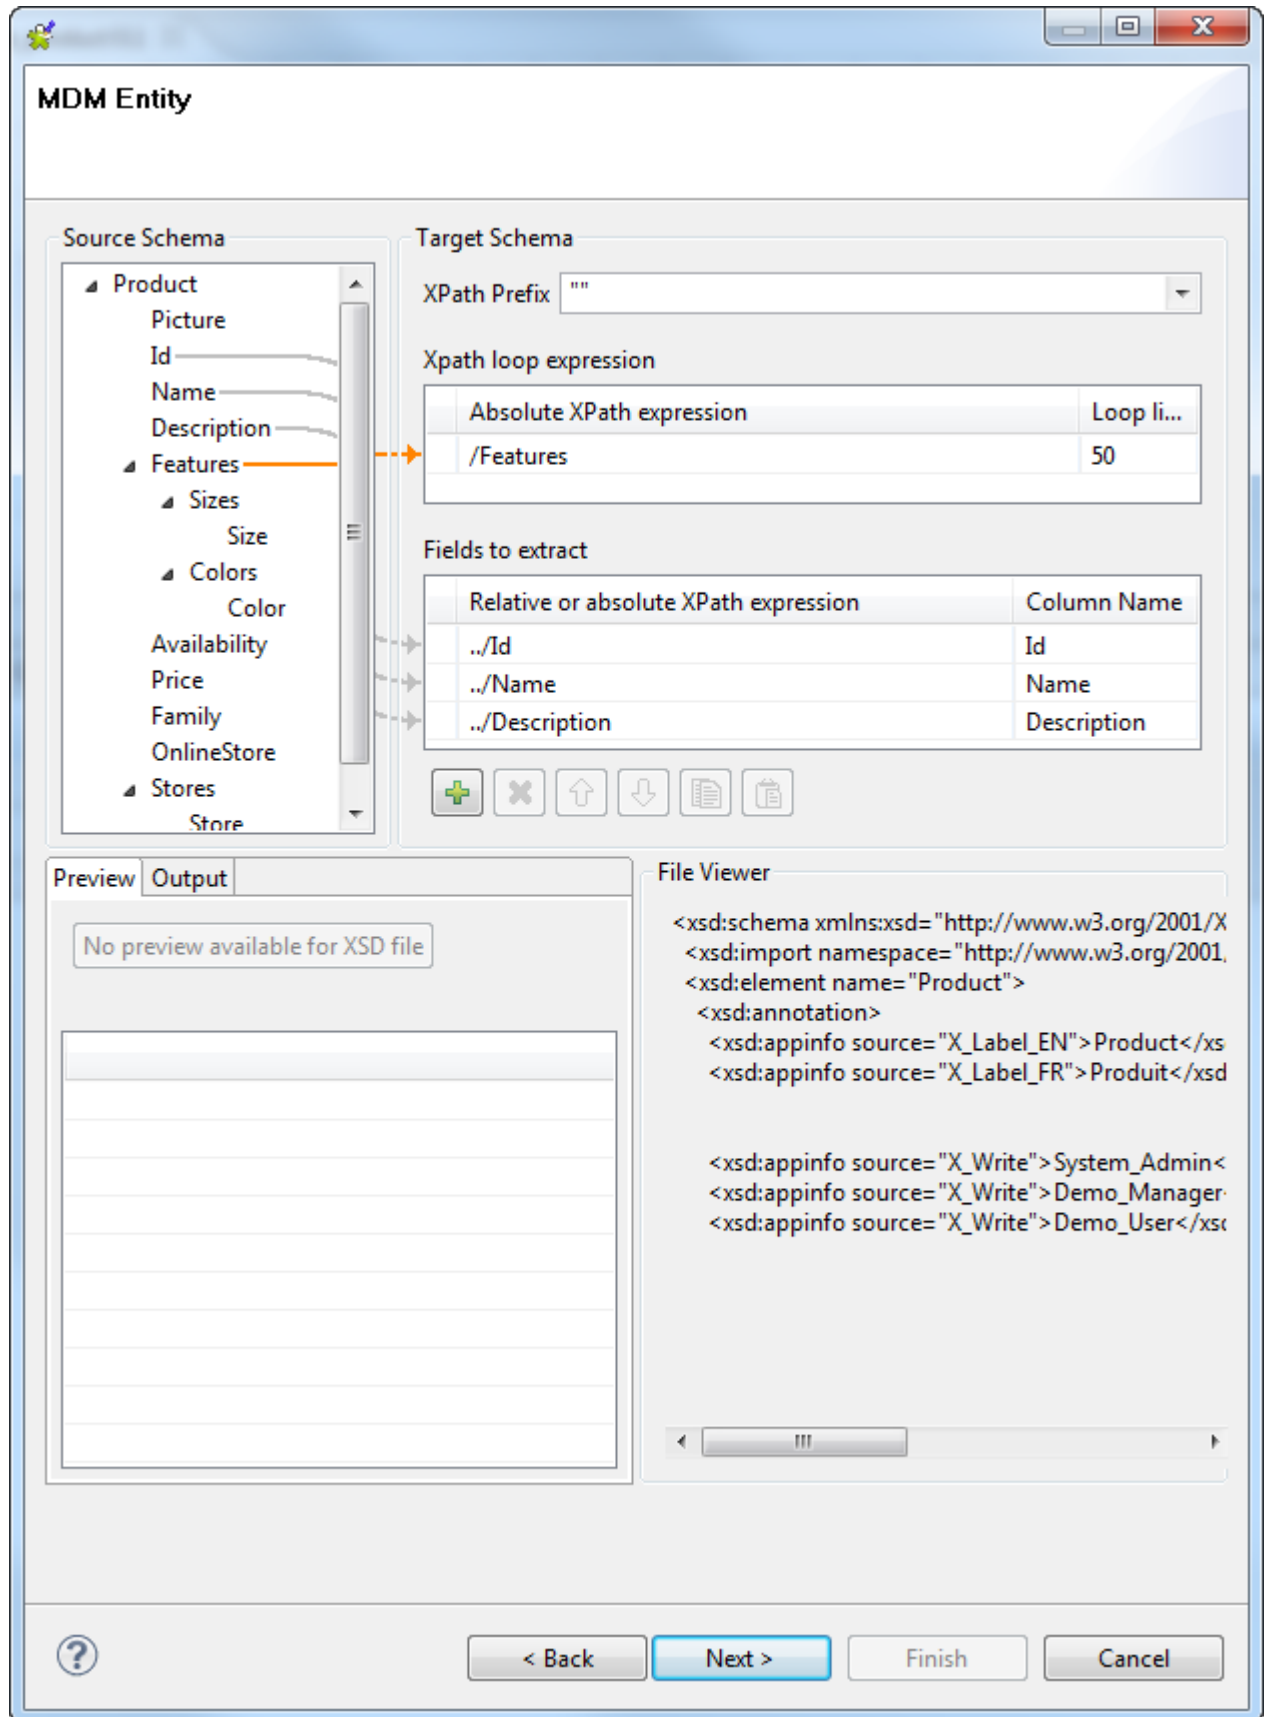 MDM Entity
Source Schema
Product
Picture
Id
Name
Description
Features
Sizes
Size
Colors
Color
Availability
Price
Family
OnlineStore
Stores
Store
Target Schema
XPath Prefix ""
Xpath loop expression
Absolute XPath expression Loop li...
/Features 50
Fields to extract
Relative or absolute XPath expression Column Name
../Id Id
../Name Name
../Description Description
Preview Output
No preview available for XSD file
File Viewer
<xsd:schema xmlns:xsd="http://www.w3.org/2001/X
<xsd:import namespace="http://www.w3.org/2001,
<xsd:element name="Product">
<xsd:annotation>
<xsd:appinfo source="X_Label_EN">Product</xs
<xsd:appinfo source="X_Label_FR">Produit</xsd
<xsd:appinfo source="X_Write">System_Admin<
<xsd:appinfo source="X_Write">Demo_Manager
<xsd:appinfo source="X_Write">Demo_User</xs
< Back Next > Finish Cancel